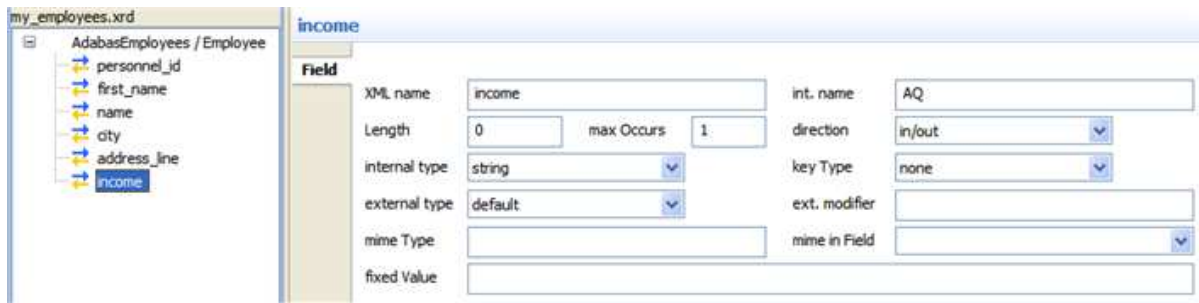 my_employees.xrd
AdabasEmployees / Employee
personnel_id
first_name
name
city
address_line
income
income
Field
XML name income int. name AQ
Length 0 max Occurs 1 direction in/out
internal type string key Type none
external type default ext. modifier
mime Type mime in Field
fixed Value